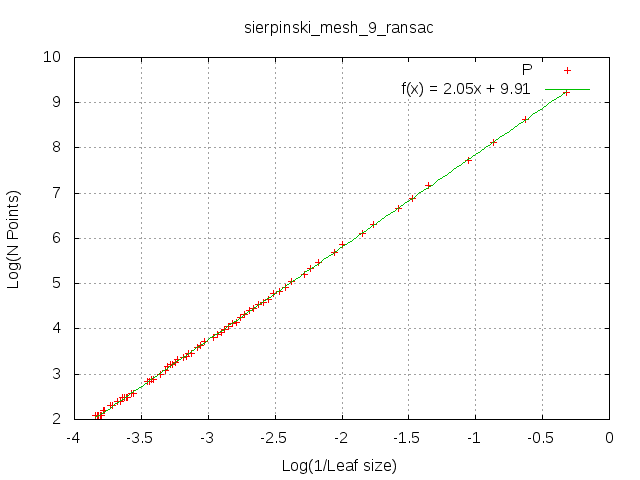 sierpinski_mesh_9_ransac
10
9
8
7
6
5
4
3
2
Log(N Points)
P
f(x) = 2.05x + 9.91
-4 -3.5 -3 -2.5 -2 -1.5 -1 -0.5 0
Log(1/Leaf size)